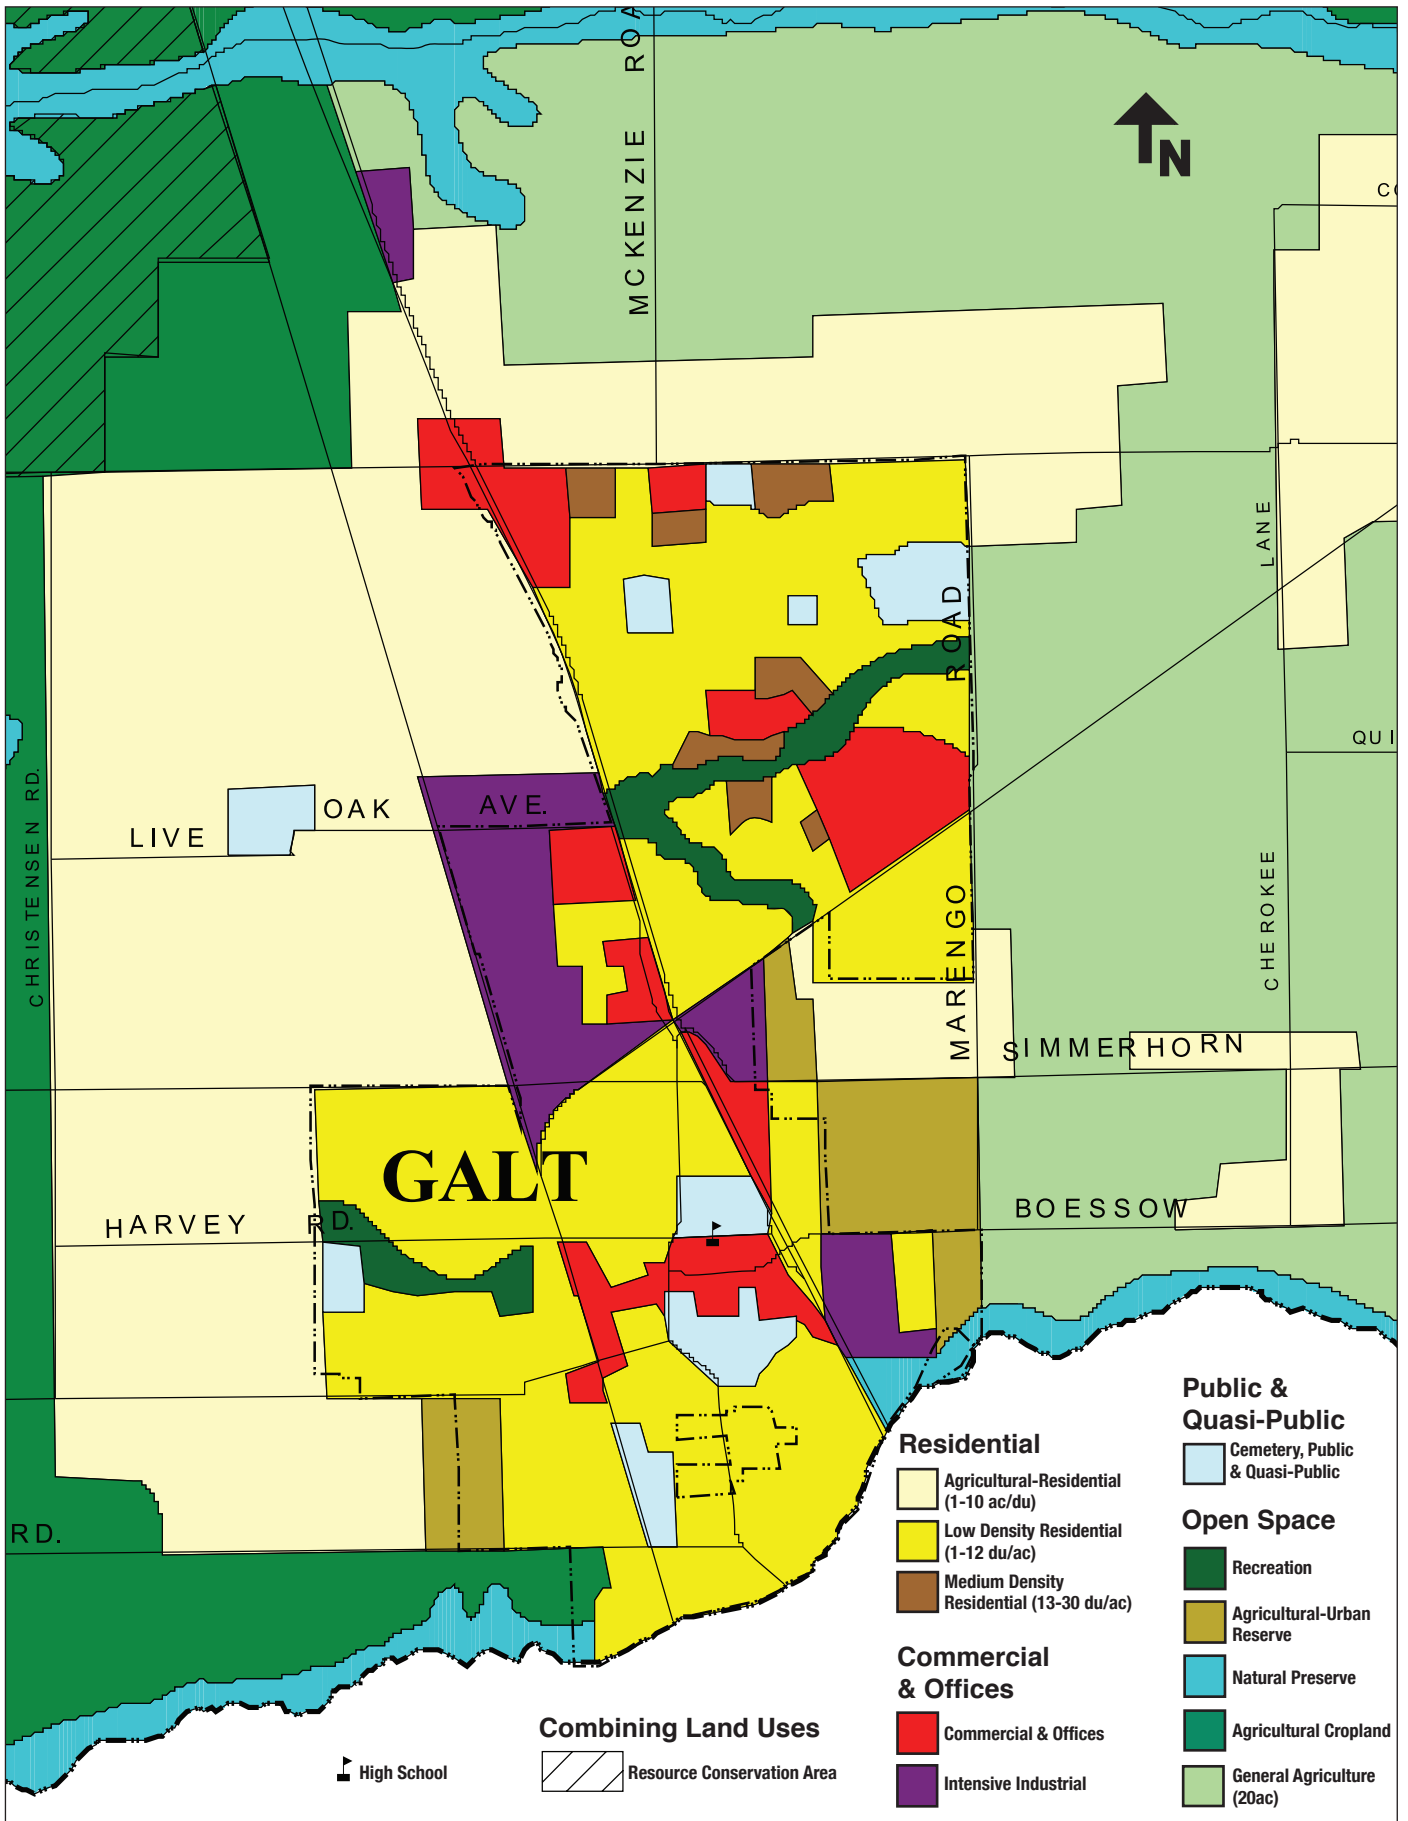 MCKENZIE ROA
N
CO
LANE
ROAD
QUI
CHRISTENSEN RD.
LIVE OAK AVE.
CHEROKEE
MARENGO
SIMMERHORN
GALT
HARVEY RD.
BOESSOW
RD.
Residential
Agricultural-Residential
(1-10 ac/du)
Low Density Residential
(1-12 du/ac)
Medium Density
Residential (13-30 du/ac)
Commercial
& Offices
Commercial & Offices
Intensive Industrial
Public &
Quasi-Public
Cemetery, Public
& Quasi-Public
Open Space
Recreation
Agricultural-Urban
Reserve
Natural Preserve
Agricultural Cropland
General Agriculture
(20ac)
Combining Land Uses
High School
Resource Conservation Area